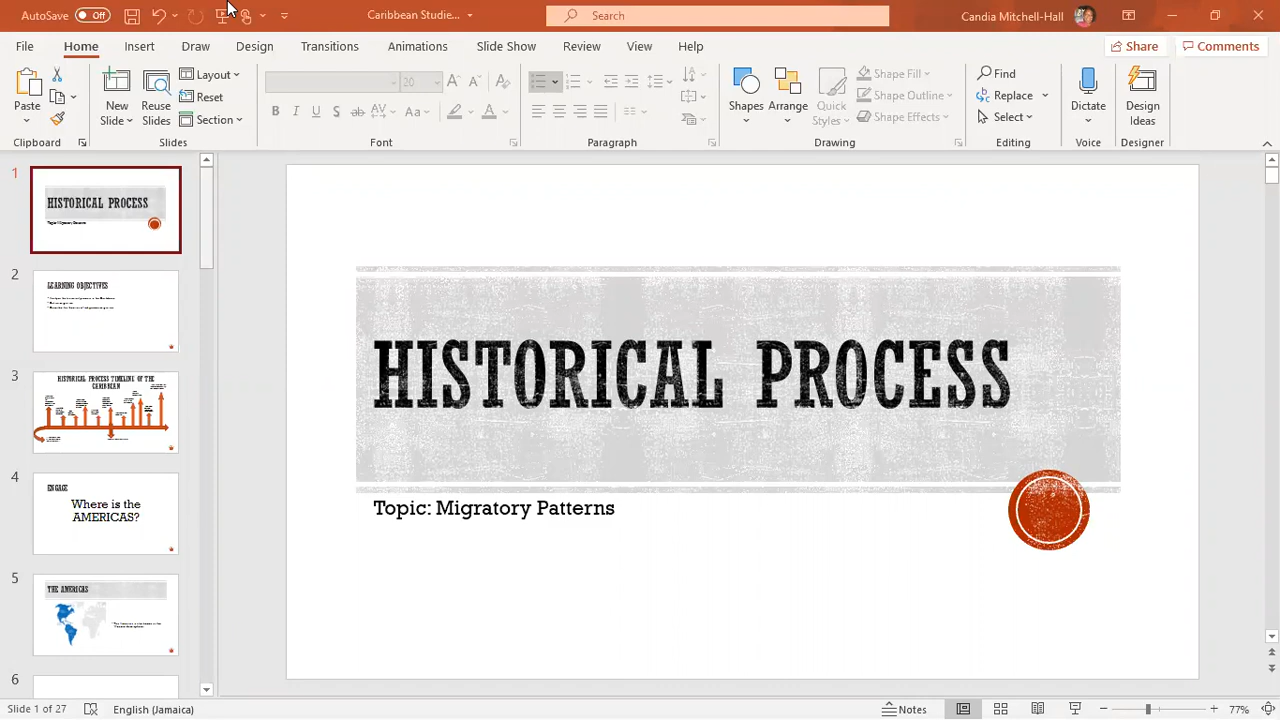 AutoSave Off Caribbean Studie... Search Candia Mitchell-Hall
File Home Insert Draw Design Transitions Animations Slide Show Review View Help Share Comments
Paste
Clipboard
New Slide
Reuse Slides
Layout
Reset
Section
Slides
20
Font
Paragraph
Shapes
Arrange
Quick Styles
Shape Fill
Shape Outline
Shape Effects
Drawing
Find
Replace
Select
Editing
Dictate
Voice
Design Ideas
Designer
1
HISTORICAL PROCESS
2
LEARNING OBJECTIVES
3
HISTORICAL PROCESS TIMELINE OF THE
CARIBBEAN
4
ENGAGE
Where is the
AMERICAS?
5
THE AMERICAS
6
HISTORICAL PROCESS
Topic: Migratory Patterns
Slide 1 of 27 English (Jamaica) Notes 77%